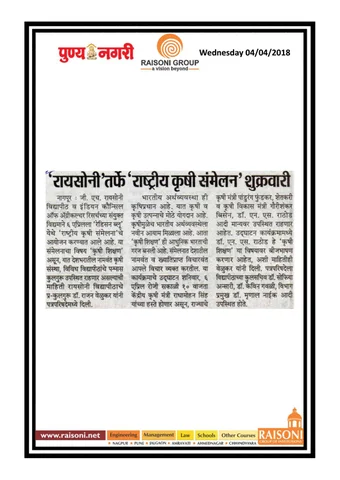 पुण्य नगरी
RAISONI GROUP
a vision beyond
Wednesday 04/04/2018
'रायसोनी'तर्फे 'राष्ट्रीय कृषी संमेलन' शुक्रवारी
नागपूर : जी. एच. रायसोनी
विद्यापीठ व इंडियन कौन्सिल
ऑफ अॅग्रीकल्चर रिसर्चच्या संयुक्त
विद्यमाने ६ एप्रिलला 'रेडिसन ब्लू'
येथे 'राष्ट्रीय कृषी संमेलना'चे
आयोजन करण्यात आले आहे. या
संमेलनाचा विषय 'कृषी शिक्षण'
असून, यात देशभरातील नामवंत कृषी
संस्था, विविध विद्यापीठांचे पन्नास
कुलगुरू उपस्थित राहणार असल्याची
माहिती रायसोनी विद्यापीठाचे
प्र-कुलगुरू डॉ. राजन वेळूकर यांनी
पत्रपरिषदेमध्ये दिली.
भारतीय अर्थव्यवस्था ही
कृषिप्रधान आहे. यात कृषी व
कृषी उत्पन्नाचे मोठे योगदान आहे.
कृषीमुळेच भारतीय अर्थव्यवस्थेला
नवीन आयाम मिळाला आहे. आता
'कृषी शिक्षण' ही आधुनिक भारताची
गरज बनली आहे. संमेलनात देशातील
नामवंत व ख्यातिप्राप्त विचारवंत
आपले विचार व्यक्त करतील. या
कार्यक्रमाचे उद्घाटन शनिवार, ६
एप्रिल रोजी सकाळी १० वाजता
केंद्रीय कृषी मंत्री राधामोहन सिंह
यांच्या हस्ते होणार असून, राज्याचे
कृषी मंत्री पांडुरंग फुंडकर, शेतकरी
व कृषी विकास मंत्री गौरीशंकर
बिसेन, डॉ. एन. एस. राठोड
आदी मान्यवर उपस्थित राहणार
आहेत. उद्घाटन कार्यक्रमामध्ये
डॉ. एन. एस. राठोड हे 'कृषी
शिक्षण' या विषयावर बीजभाषण
करणार आहेत, अशी माहितीही
वेळूकर यांनी दिली. पत्रपरिषदेला
विद्यापीठाच्या कुलसचिव डॉ. सोफिया
अन्सारी, डॉ. केविन गवळी, विभाग
प्रमुख डॉ. मृणाल नाईक आदी
उपस्थित होते.
www.raisoni.net
Engineering Management Law Schools Other Courses
NAGPUR PUNE JALGAON AMRAVATI AHMEDNAGAR CHHINDWARA
RAISONI